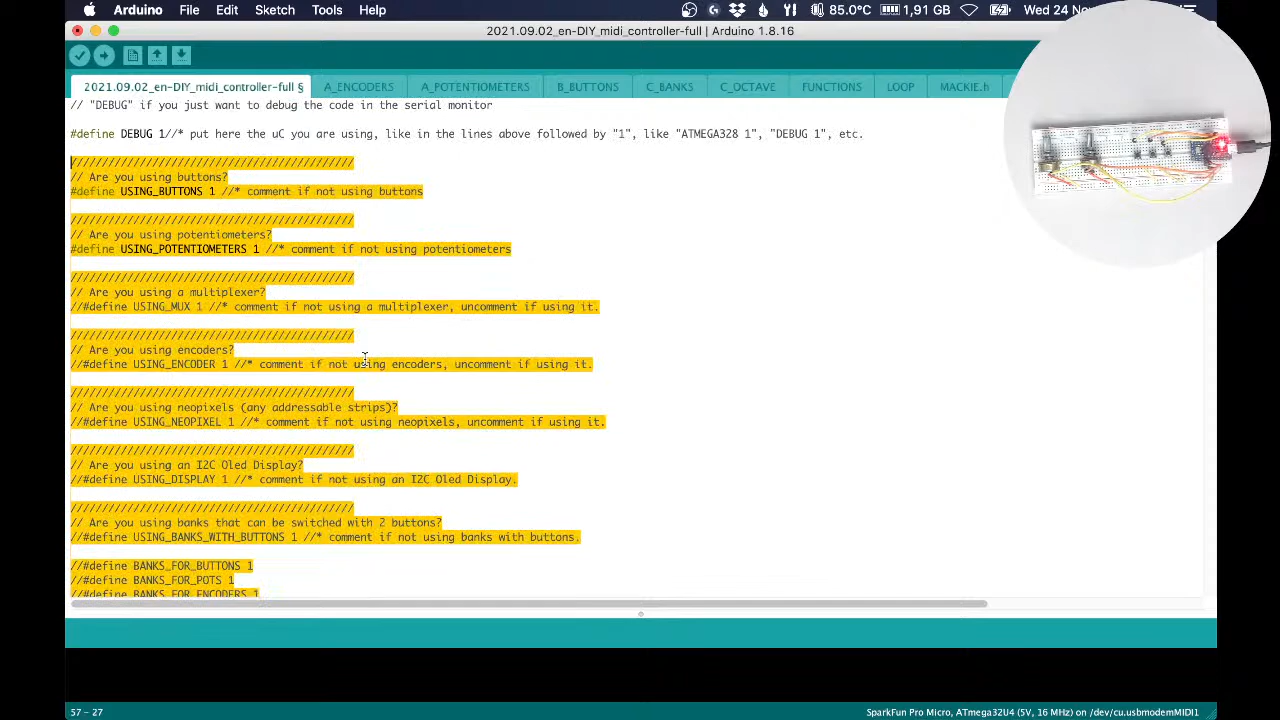 Arduino File Edit Sketch Tools Help 85.0°C 1,91 GB Wed 24 Nov
2021.09.02_en-DIY_midi_controller-full | Arduino 1.8.16
2021.09.02_en-DIY_midi_controller-full § A_ENCODERS A_POTENTIOMETERS B_BUTTONS C_BANKS C_OCTAVE FUNCTIONS LOOP MACKIE.h
// "DEBUG" if you just want to debug the code in the serial monitor
#define DEBUG 1//* put here the uC you are using, like in the lines above followed by "1", like "ATMEGA328 1", "DEBUG 1", etc.
////////////////////////////////////////////
// Are you using buttons?
#define USING_BUTTONS 1 //* comment if not using buttons
////////////////////////////////////////////
// Are you using potentiometers?
#define USING_POTENTIOMETERS 1 //* comment if not using potentiometers
////////////////////////////////////////////
// Are you using a multiplexer?
//#define USING_MUX 1 //* comment if not using a multiplexer, uncomment if using it.
////////////////////////////////////////////
// Are you using encoders?
//#define USING_ENCODER 1 //* comment if not using encoders, uncomment if using it.
////////////////////////////////////////////
// Are you using neopixels (any addressable strips)?
//#define USING_NEOPIXEL 1 //* comment if not using neopixels, uncomment if using it.
////////////////////////////////////////////
// Are you using an I2C Oled Display?
//#define USING_DISPLAY 1 //* comment if not using an I2C Oled Display.
////////////////////////////////////////////
// Are you using banks that can be switched with 2 buttons?
//#define USING_BANKS_WITH_BUTTONS 1 //* comment if not using banks with buttons.
//#define BANKS_FOR_BUTTONS 1
//#define BANKS_FOR_POTS 1
//#define BANKS_FOR_ENCODERS 1
57 - 27 SparkFun Pro Micro, ATmega32U4 (5V, 16 MHz) on /dev/cu.usbmodemMIDI1